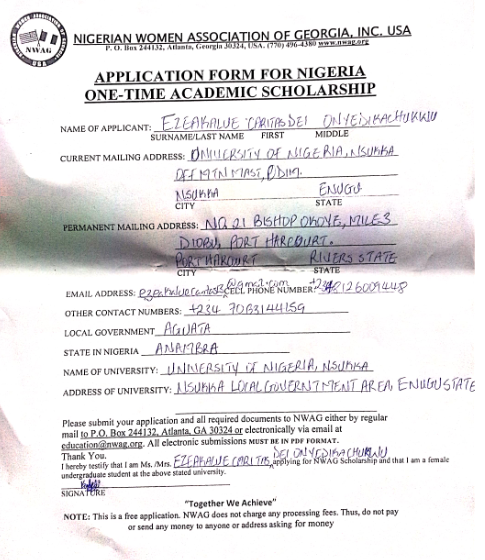 NWAG
NIGERIAN WOMEN ASSOCIATION OF GEORGIA, INC. USA
P. O. Box 244132, Atlanta, Georgia 30324, USA. (770) 496-4380 www.nwag.org
APPLICATION FORM FOR NIGERIA
ONE-TIME ACADEMIC SCHOLARSHIP
NAME OF APPLICANT: EZEAKALUE CARITAS DEI ONYEDIKACHUKWU
SURNAME/LAST NAME FIRST MIDDLE
CURRENT MAILING ADDRESS: UNIVERSITY OF NIGERIA, NSUKKA
OFF MTN MAST,
NSUKKA ENUGU
CITY STATE
PERMANENT MAILING ADDRESS: NO 21 BISHOP OKOYE, MILE 3
DIOBU, PORT HARCOURT.
PORT HARCOURT RIVERS STATE
CITY STATE
EMAIL ADDRESS: @gmail.com CELL PHONE NUMBER: +2348126009448
OTHER CONTACT NUMBERS: +234 7063144159
LOCAL GOVERNMENT AGUATA
STATE IN NIGERIA ANAMBRA
NAME OF UNIVERSITY: UNIVERSITY OF NIGERIA, NSUKKA
ADDRESS OF UNIVERSITY: NSUKKA LOCAL GOVERNMENT AREA, ENUGU STATE
Please submit your application and all required documents to NWAG either by regular
mail to P.O. Box 244132, Atlanta, GA 30324 or electronically via email at
education@nwag.org. All electronic submissions MUST BE IN PDF FORMAT.
Thank You.
I hereby testify that I am Ms. /Mrs. EZEAKALUE CARITAS DEI ONYEDIKACHUKWU applying for NWAG Scholarship and that I am a female
undergraduate student at the above stated university.
SIGNATURE
"Together We Achieve"
NOTE: This is a free application. NWAG does not charge any processing fees. Thus, do not pay
or send any money to anyone or address asking for money